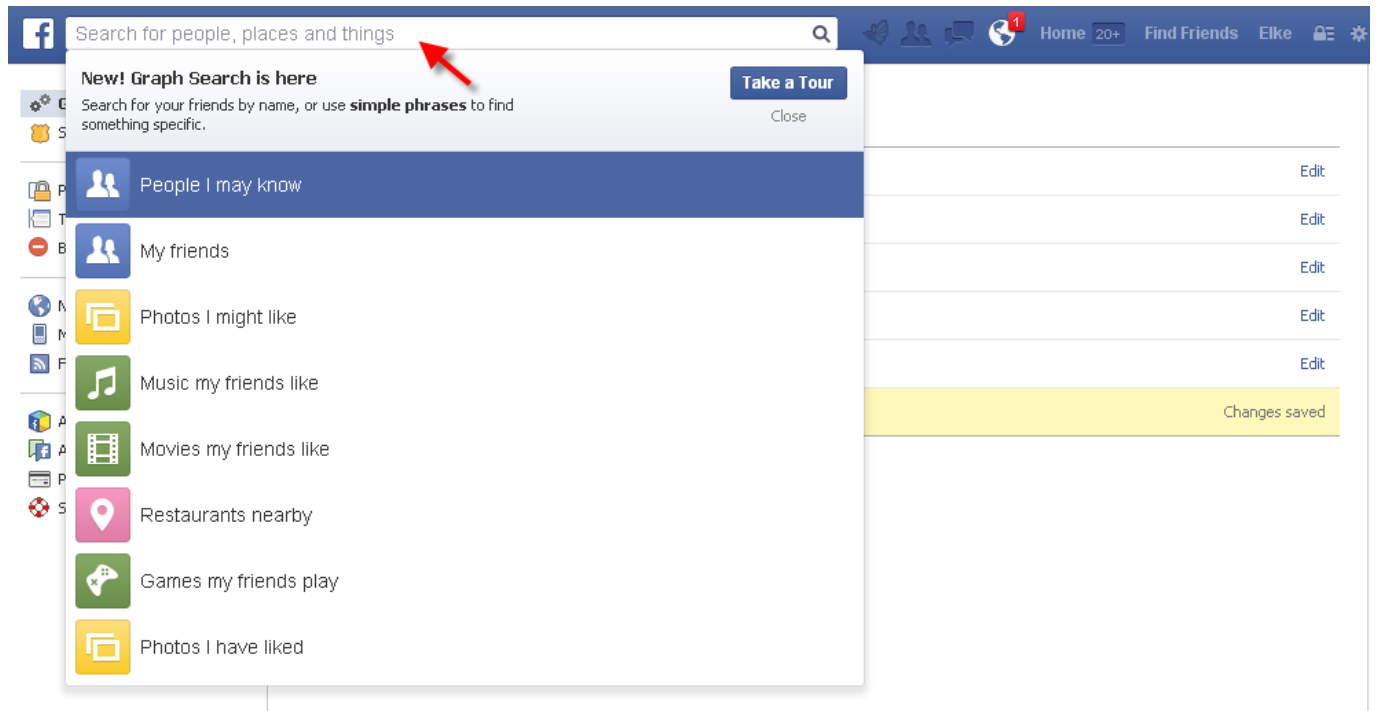 f
Search for people, places and things
1
Home 20+ Find Friends Elke
New! Graph Search is here
Search for your friends by name, or use simple phrases to find
something specific.
Take a Tour
Close
People I may know
My friends
Photos I might like
Music my friends like
Movies my friends like
Restaurants nearby
Games my friends play
Photos I have liked
G
S
P
T
B
N
M
F
A
A
P
S
Edit
Edit
Edit
Edit
Edit
Changes saved